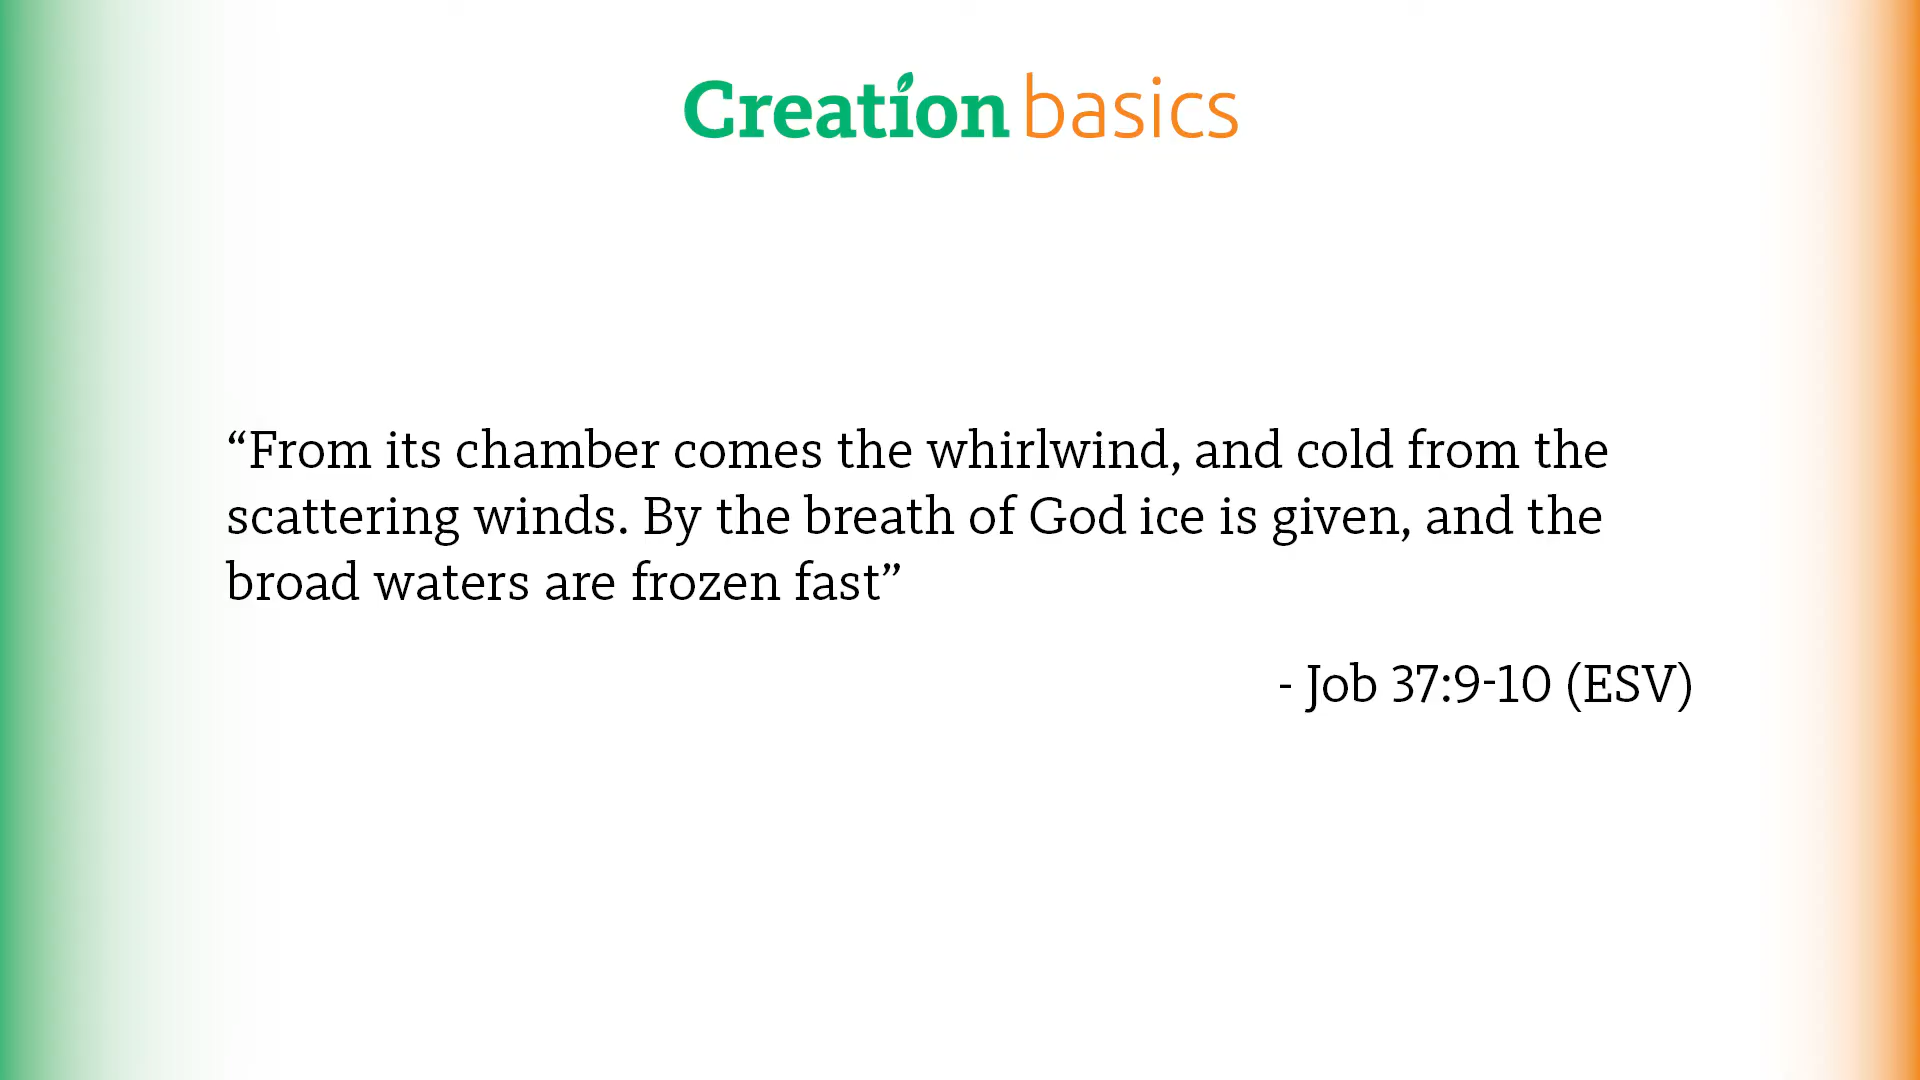 Creation basics
“From its chamber comes the whirlwind, and cold from the
scattering winds. By the breath of God ice is given, and the
broad waters are frozen fast”
- Job 37:9-10 (ESV)